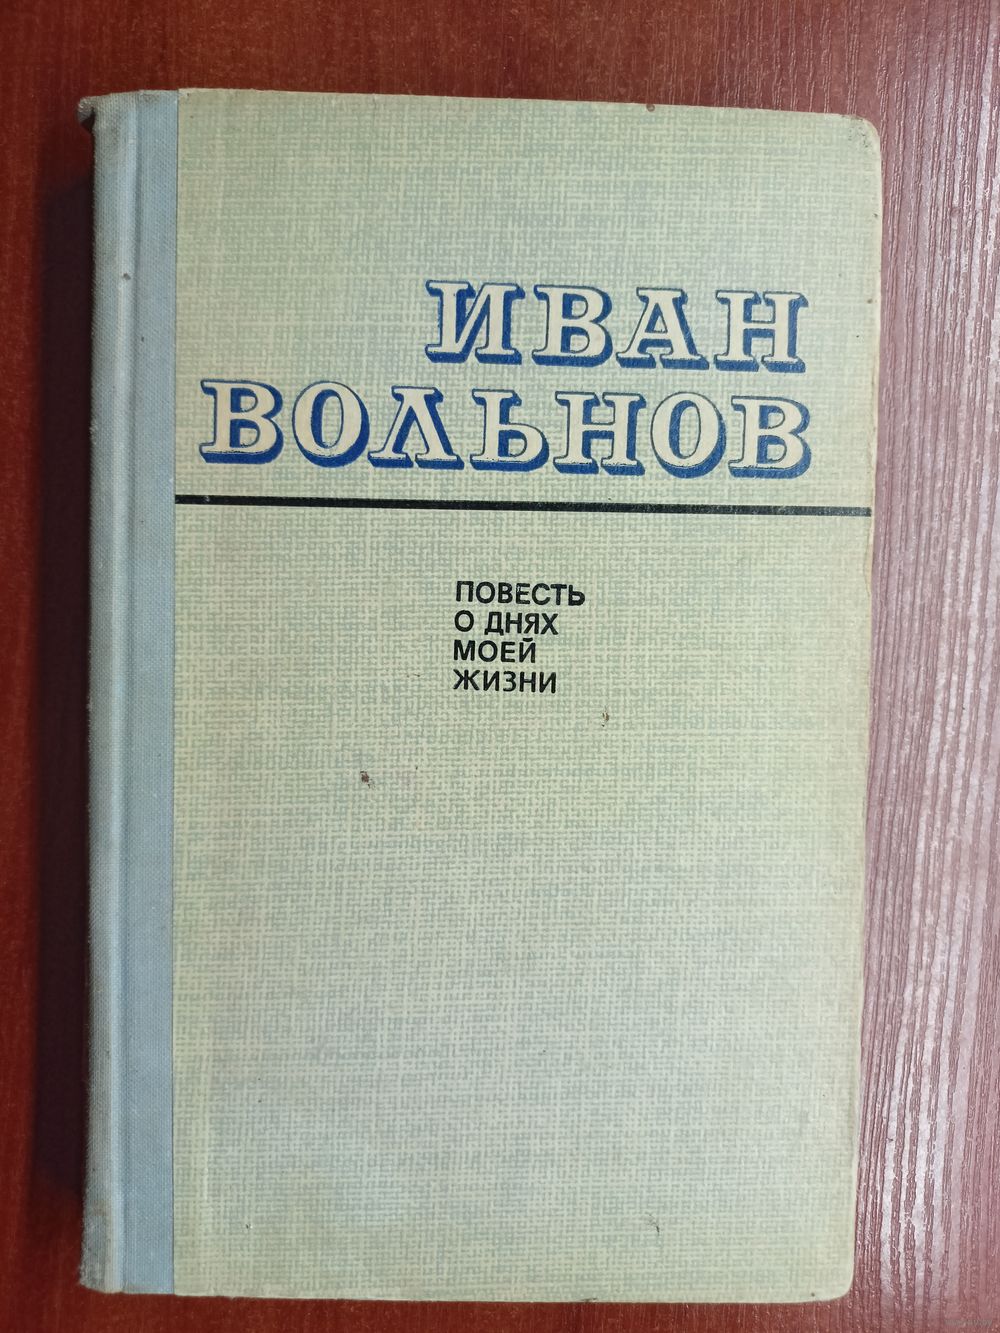 ИВАН
ВОЛЬНОВ
ПОВЕСТЬ
О ДНЯХ
МОЕЙ
ЖИЗНИ